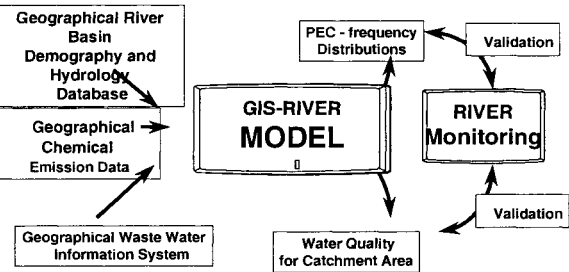 Geographical River
Basin
Demography and
Hydrology
Database
Geographical
Chemical
Emission Data
Geographical Waste Water
Information System
GIS-RIVER
MODEL
PEC - frequency
Distributions
Validation
RIVER
Monitoring
Validation
Water Quality
for Catchment Area